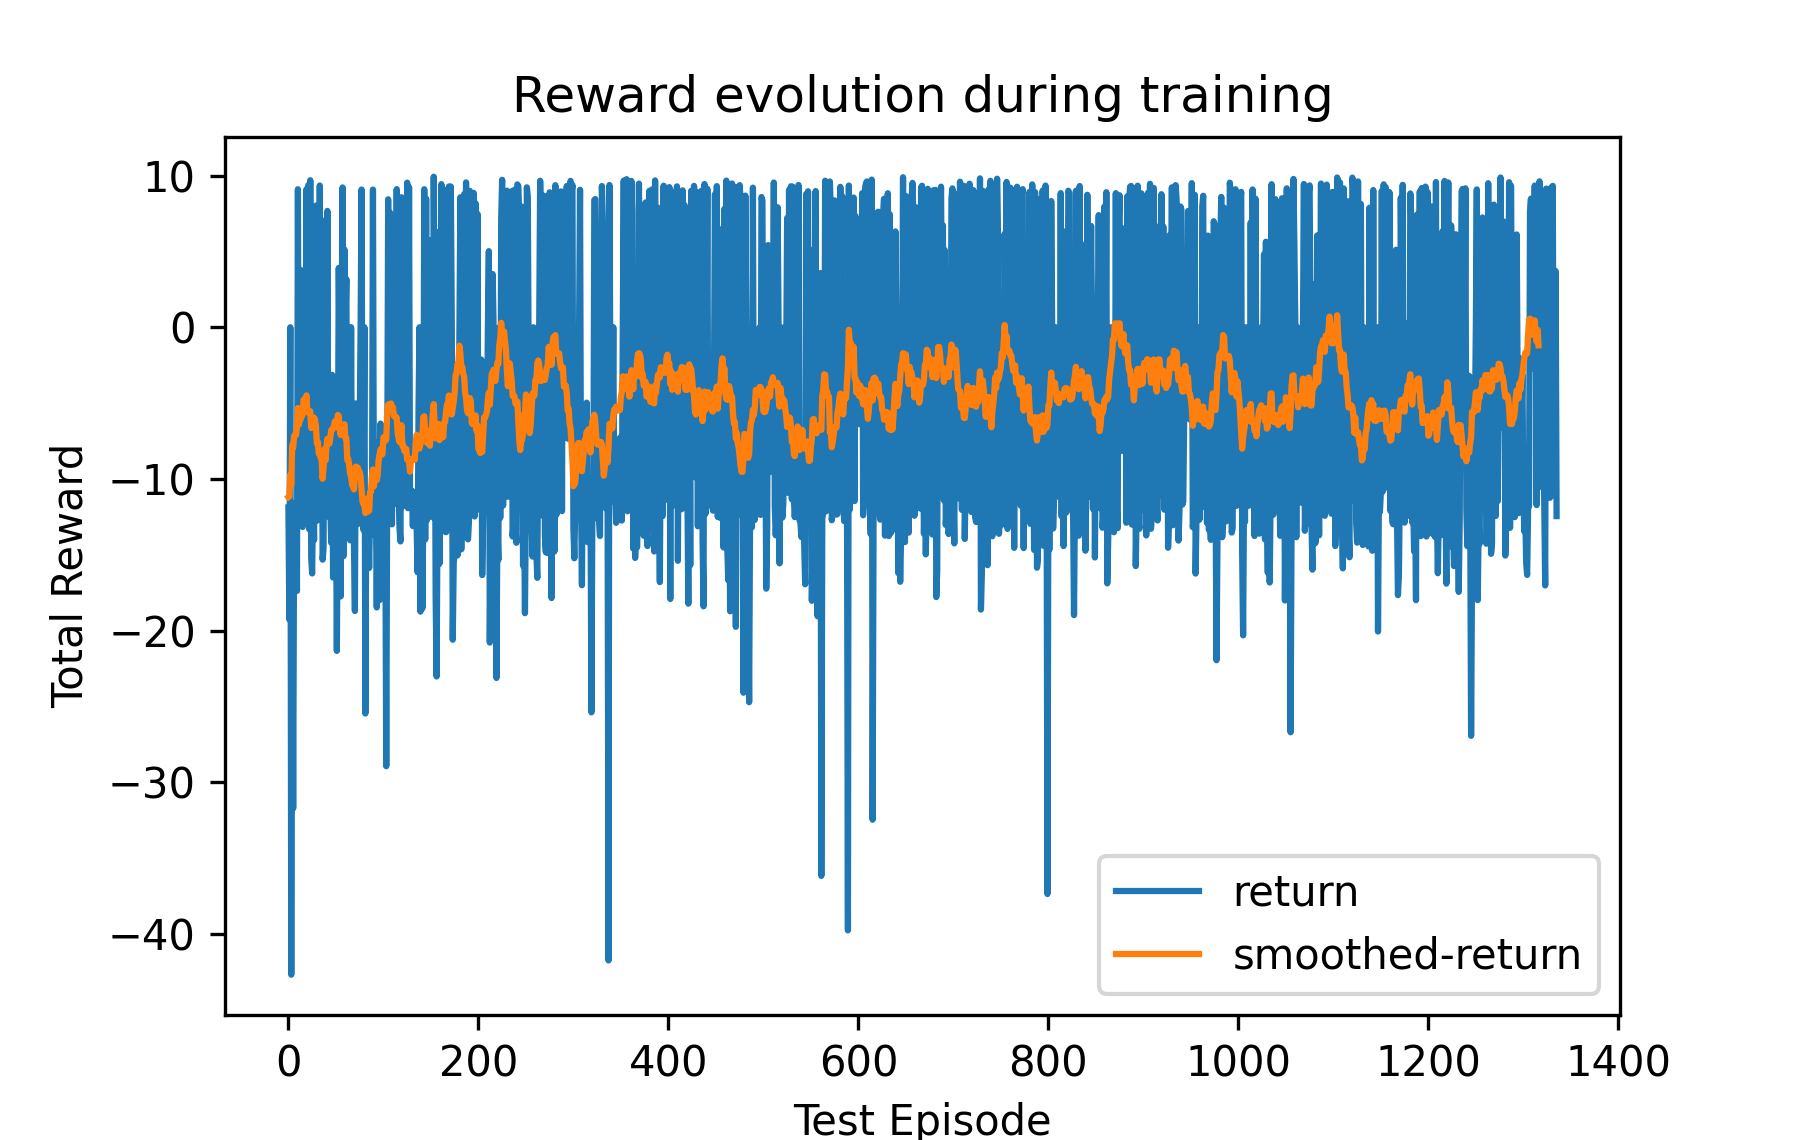 Reward evolution during training
10
0
−10
−20
−30
−40
Total Reward
0 200 400 600 800 1000 1200 1400
Test Episode
return
smoothed-return